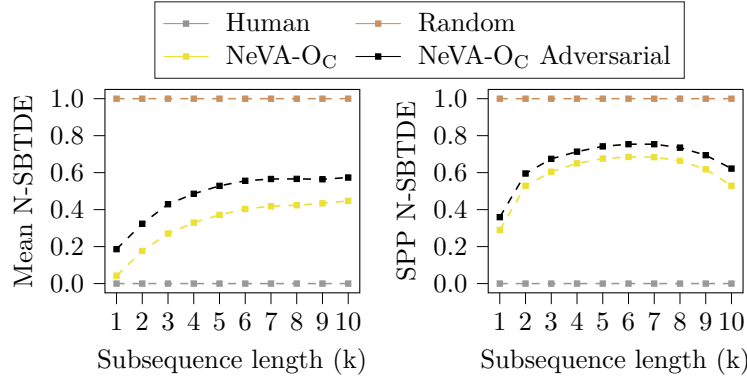 Human
Random
NeVA-O_C
NeVA-O_C Adversarial
Mean N-SBTDE
1.0
0.8
0.6
0.4
0.2
0.0
1 2 3 4 5 6 7 8 9 10
Subsequence length (k)
SPP N-SBTDE
1.0
0.8
0.6
0.4
0.2
0.0
1 2 3 4 5 6 7 8 9 10
Subsequence length (k)